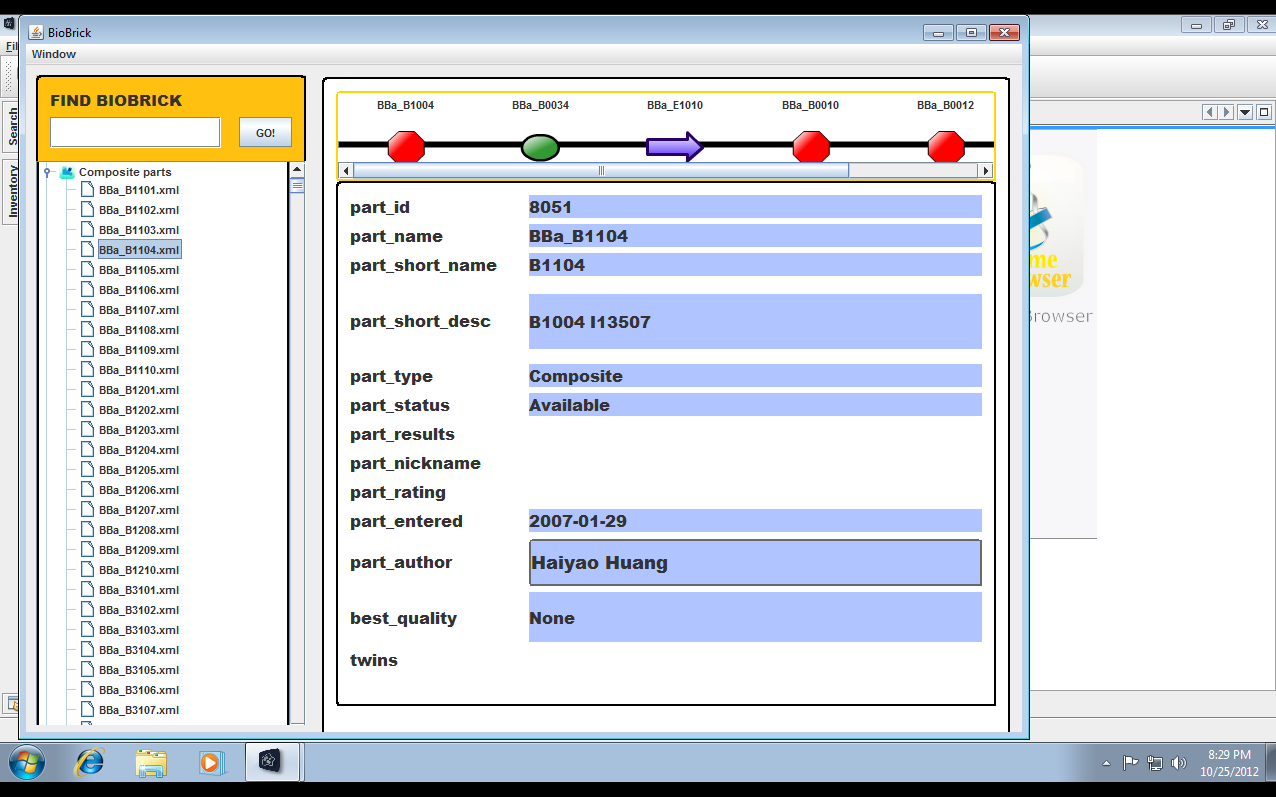 BioBrick
Window
Fil
Search
Inventory
FIND BIOBRICK
GO!
Composite parts
BBa_B1101.xml
BBa_B1102.xml
BBa_B1103.xml
BBa_B1104.xml
BBa_B1105.xml
BBa_B1106.xml
BBa_B1107.xml
BBa_B1108.xml
BBa_B1109.xml
BBa_B1110.xml
BBa_B1201.xml
BBa_B1202.xml
BBa_B1203.xml
BBa_B1204.xml
BBa_B1205.xml
BBa_B1206.xml
BBa_B1207.xml
BBa_B1208.xml
BBa_B1209.xml
BBa_B1210.xml
BBa_B3101.xml
BBa_B3102.xml
BBa_B3103.xml
BBa_B3104.xml
BBa_B3105.xml
BBa_B3106.xml
BBa_B3107.xml
BBa_B1004 BBa_B0034 BBa_E1010 BBa_B0010 BBa_B0012
part_id 8051
part_name BBa_B1104
part_short_name B1104
part_short_desc B1004 I13507
part_type Composite
part_status Available
part_results
part_nickname
part_rating
part_entered 2007-01-29
part_author Haiyao Huang
best_quality None
twins
me
wser
Browser
8:29 PM
10/25/2012